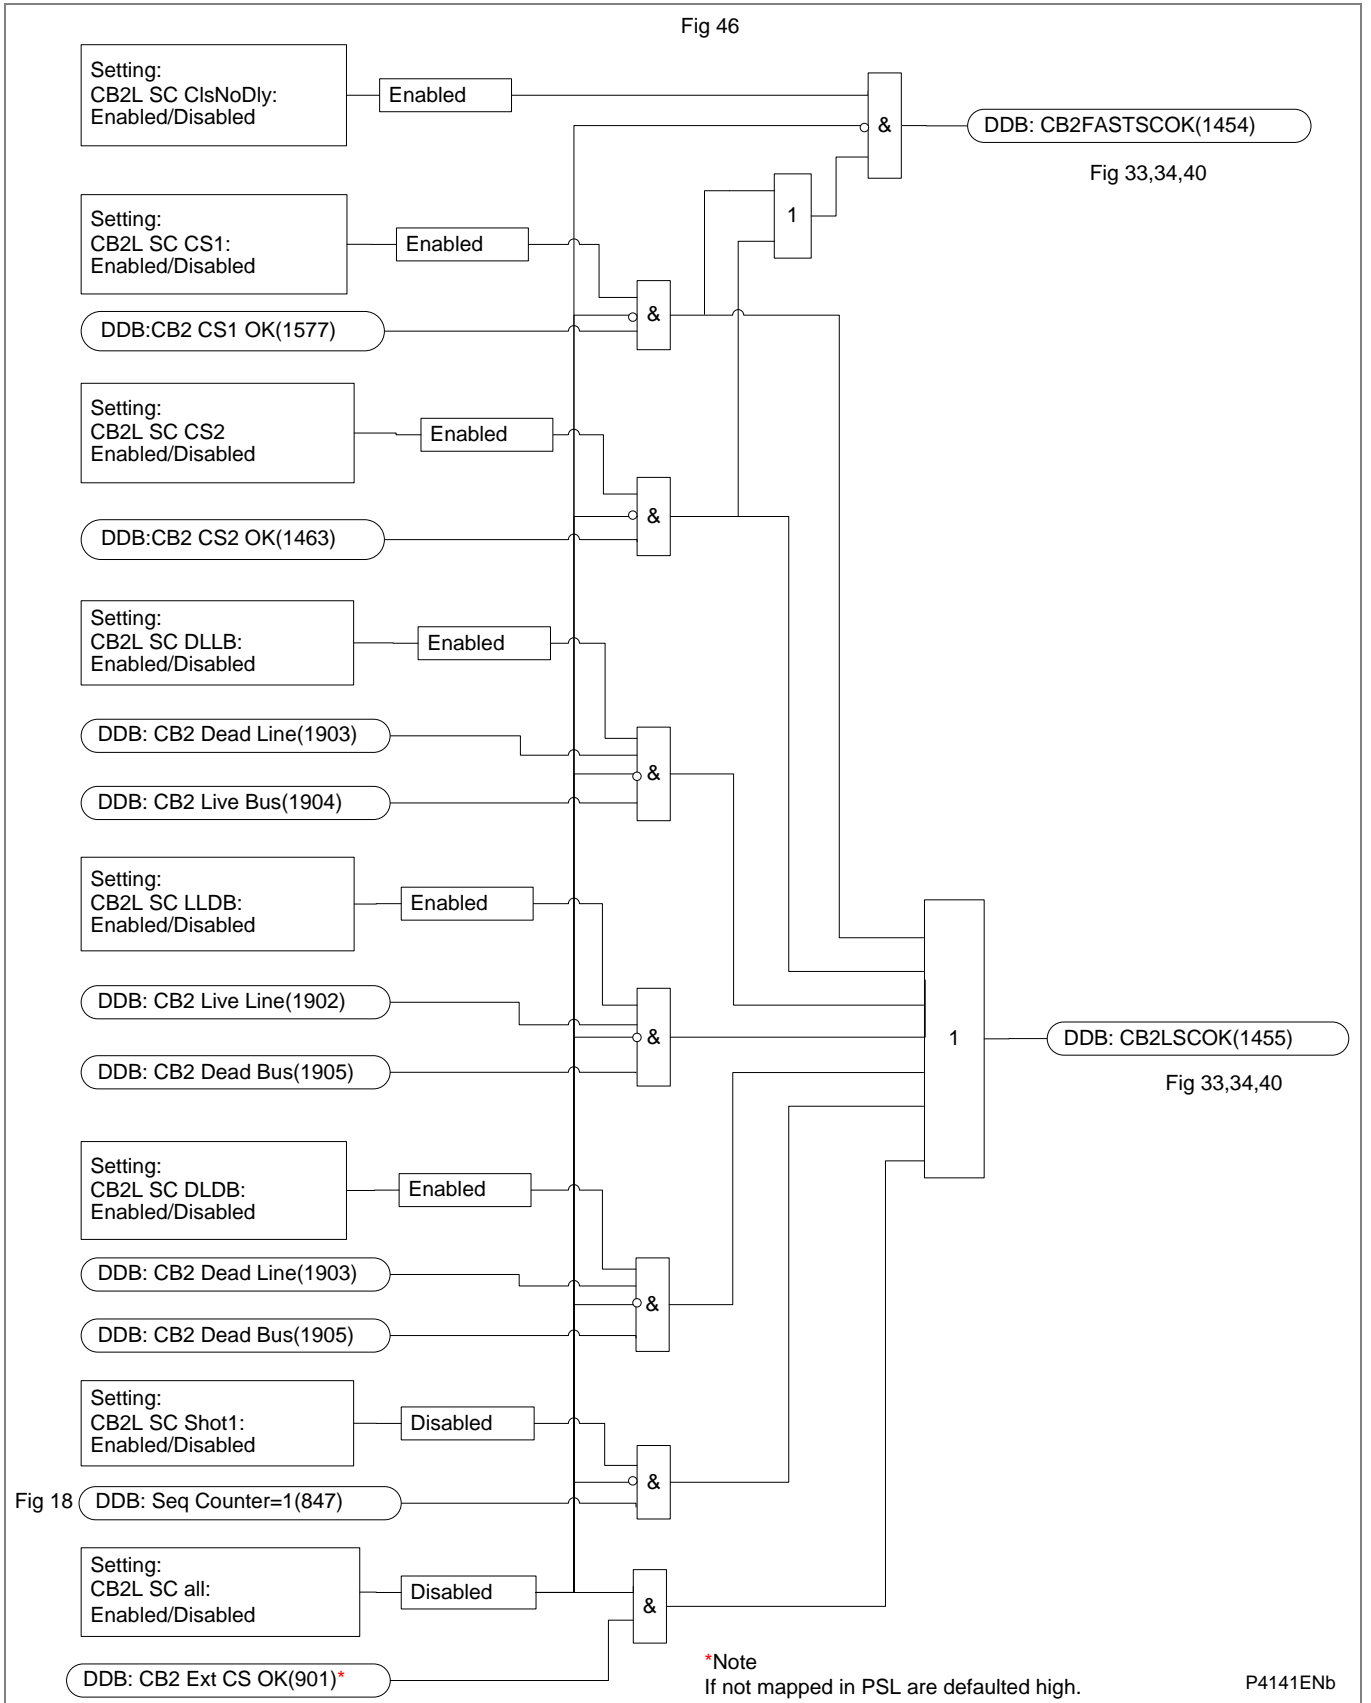 Fig 46
Setting:
CB2L SC ClsNoDly:
Enabled/Disabled
Enabled
&
DDB: CB2FASTSCOK(1454)
Fig 33,34,40
1
Setting:
CB2L SC CS1:
Enabled/Disabled
Enabled
&
DDB:CB2 CS1 OK(1577)
Setting:
CB2L SC CS2
Enabled/Disabled
Enabled
&
DDB:CB2 CS2 OK(1463)
Setting:
CB2L SC DLLB:
Enabled/Disabled
Enabled
DDB: CB2 Dead Line(1903)
&
DDB: CB2 Live Bus(1904)
Setting:
CB2L SC LLDB:
Enabled/Disabled
Enabled
DDB: CB2 Live Line(1902)
&
1
DDB: CB2LSCOK(1455)
Fig 33,34,40
DDB: CB2 Dead Bus(1905)
Setting:
CB2L SC DLDB:
Enabled/Disabled
Enabled
DDB: CB2 Dead Line(1903)
&
DDB: CB2 Dead Bus(1905)
Setting:
CB2L SC Shot1:
Enabled/Disabled
Disabled
&
Fig 18
DDB: Seq Counter=1(847)
Setting:
CB2L SC all:
Enabled/Disabled
Disabled
&
DDB: CB2 Ext CS OK(901)*
*Note
If not mapped in PSL are defaulted high.
P4141ENb